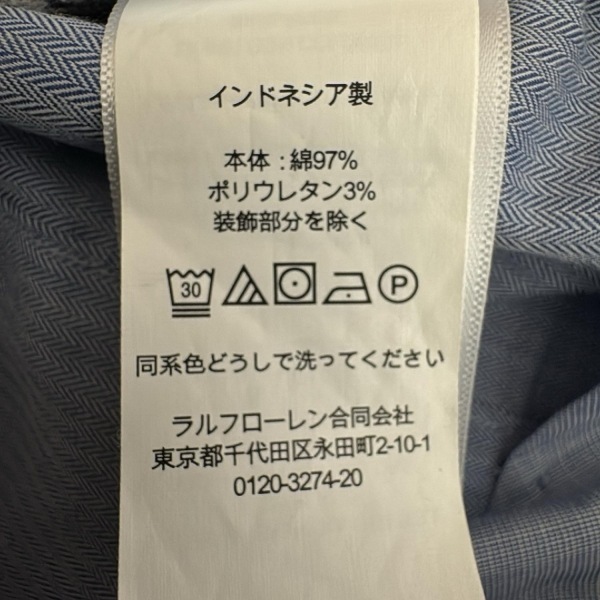 インドネシア製
本体 : 綿97%
ポリウレタン3%
装飾部分を除く
30 P
同系色どうしで洗ってください
ラルフローレン合同会社
東京都千代田区永田町2-10-1
0120-3274-20